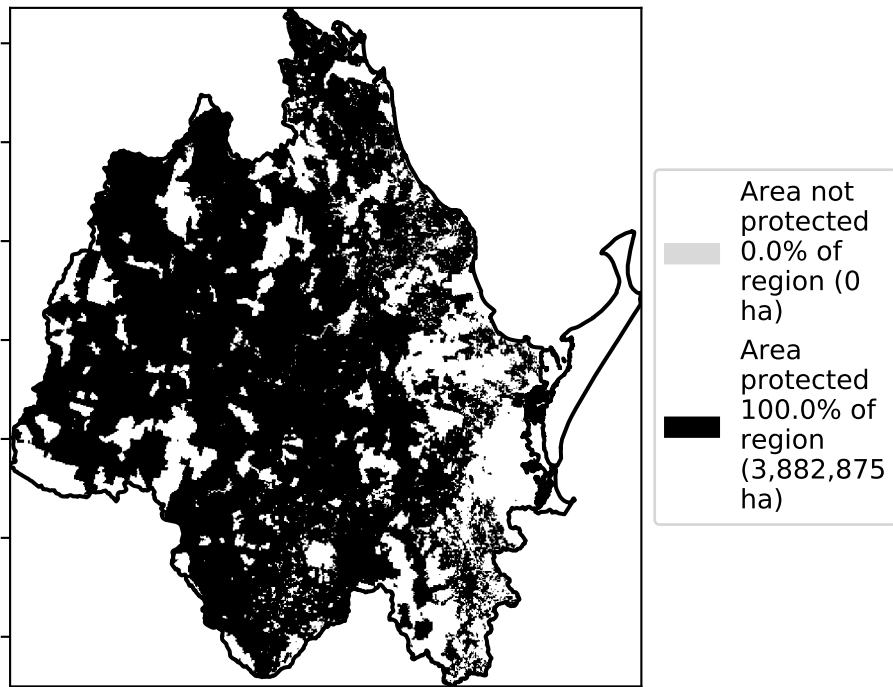 Area not
protected
0.0% of
region (0
ha)
Area
protected
100.0% of
region
(3,882,875
ha)